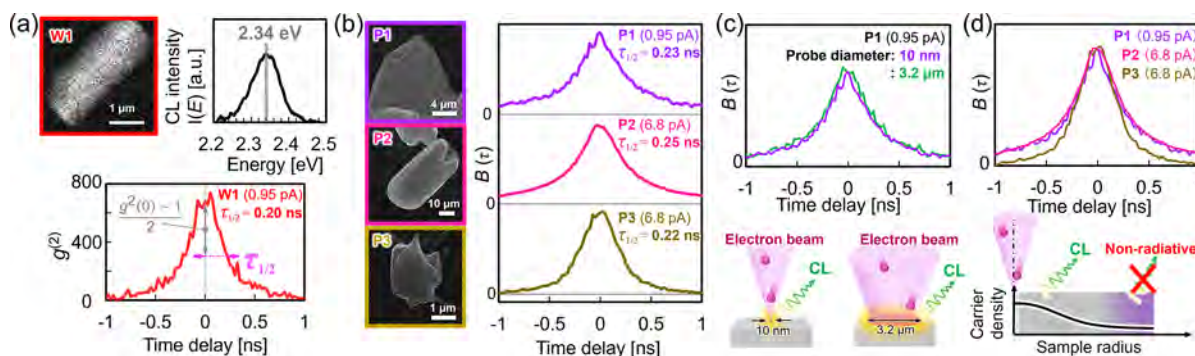 (a)
W1
1 μm
CL intensity
I(E) [a.u.]
2.34 eV
2.2 2.3 2.4 2.5
Energy [eV]
g(2)
800
600
400
200
0
W1 (0.95 pA)
τ1/2= 0.20 ns
g2(0) − 1
2
τ1/2
-1 -0.5 0 0.5 1
Time delay [ns]
(b)
P1
4 μm
P2
10 μm
P3
1 μm
B (τ)
P1 (0.95 pA)
τ1/2= 0.23 ns
0
P2 (6.8 pA)
τ1/2= 0.25 ns
0
P3 (6.8 pA)
τ1/2= 0.22 ns
0
-1 -0.5 0 0.5 1
Time delay [ns]
(c)
P1 (0.95 pA)
Probe diameter: 10 nm
: 3.2 μm
B (τ)
0
-1 -0.5 0 0.5 1
Time delay [ns]
Electron beam
CL
10 nm
Electron beam
CL
3.2 μm
(d)
P1 (0.95 pA)
P2 (6.8 pA)
P3 (6.8 pA)
B (τ)
0
-1 -0.5 0 0.5 1
Time delay [ns]
CL
Non-radiative
Carrier
density
Sample radius